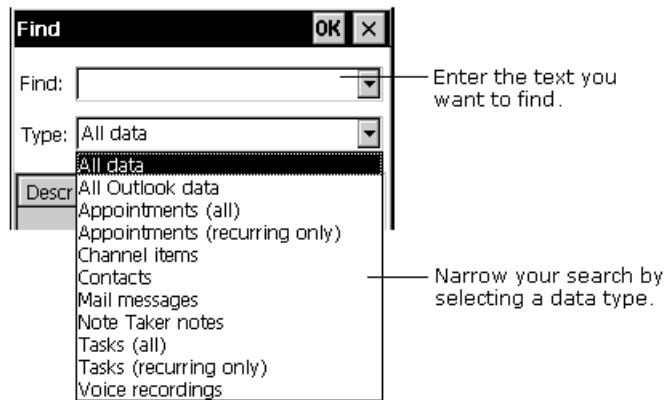 Find OK ×
Find:
Enter the text you
want to find.
Type: All data
All data
Descr
All Outlook data
Appointments (all)
Appointments (recurring only)
Channel items
Contacts
Mail messages
Note Taker notes
Tasks (all)
Tasks (recurring only)
Voice recordings
Narrow your search by
selecting a data type.